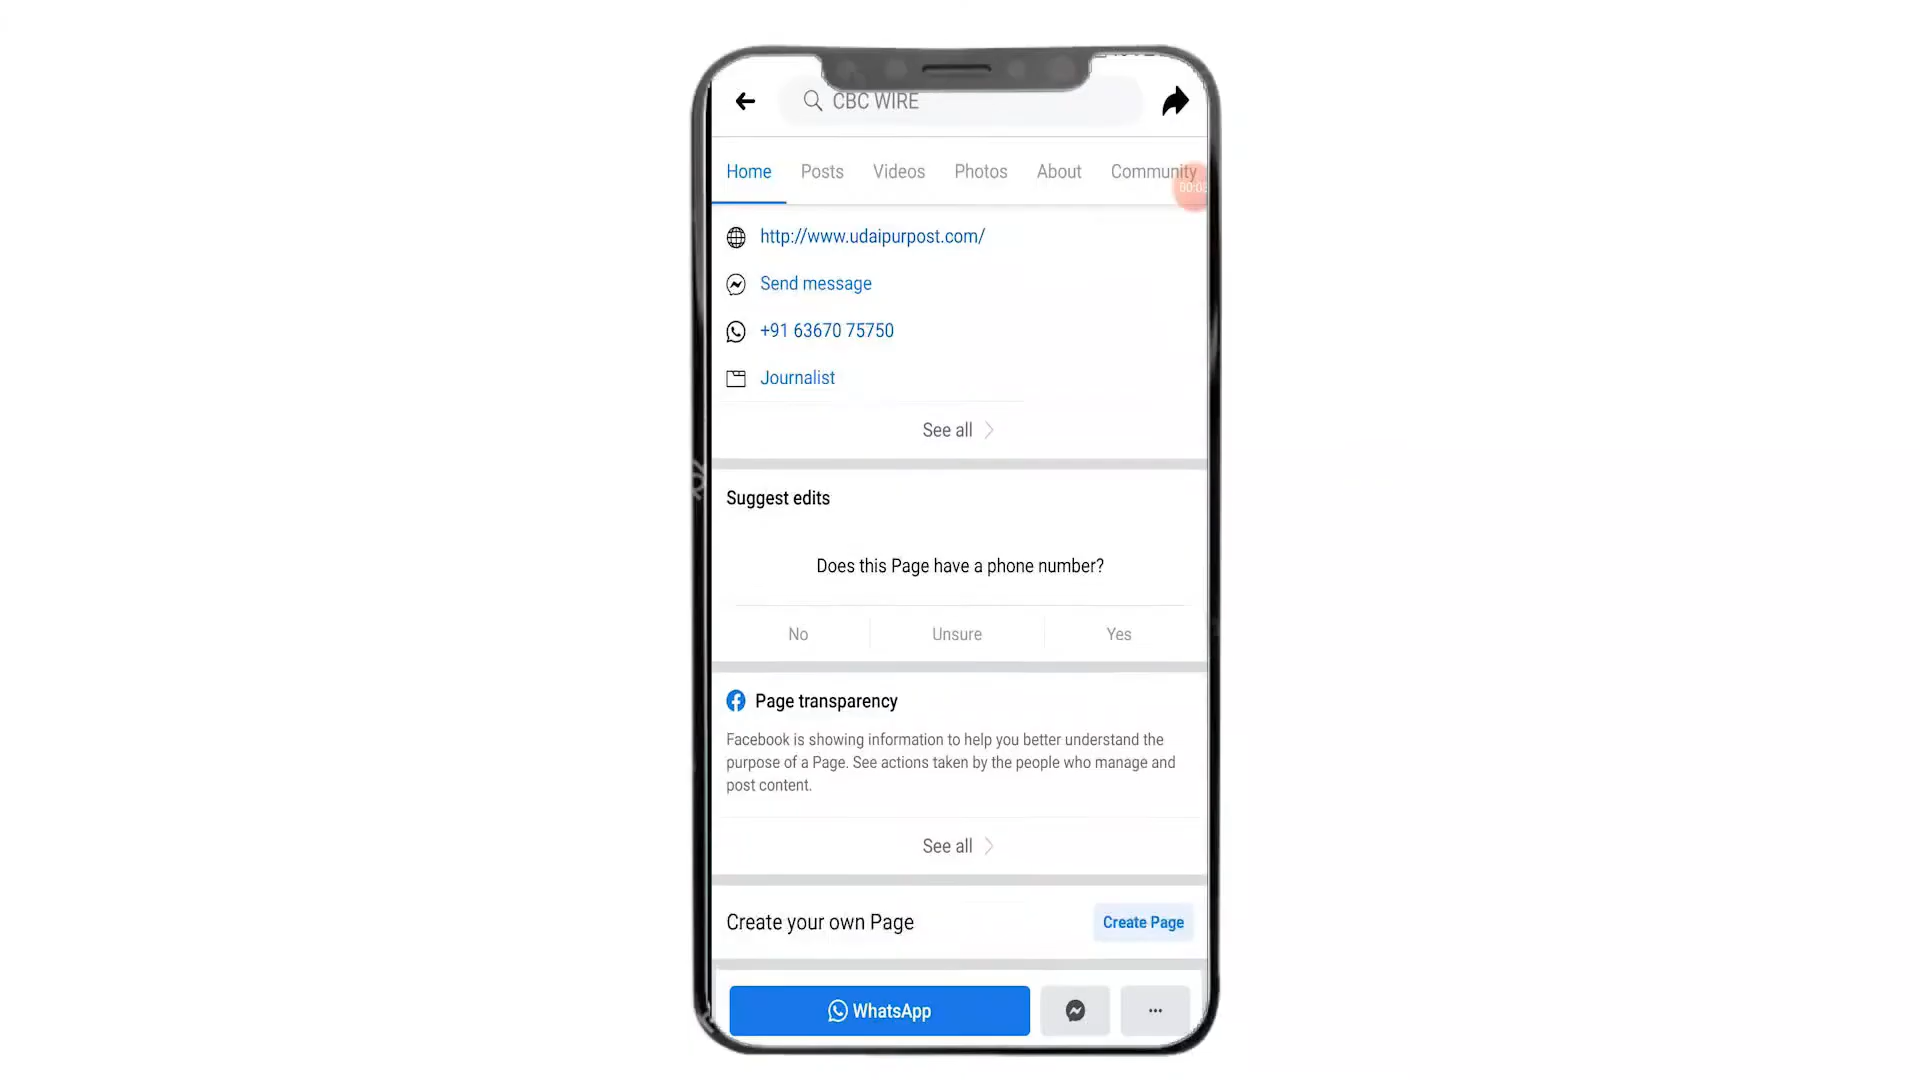 CBC WIRE
Home Posts Videos Photos About Community
http://www.udaipurpost.com/
Send message
+91 63670 75750
Journalist
See all
Suggest edits
Does this Page have a phone number?
No Unsure Yes
Page transparency
Facebook is showing information to help you better understand the
purpose of a Page. See actions taken by the people who manage and
post content.
See all
Create your own Page Create Page
WhatsApp